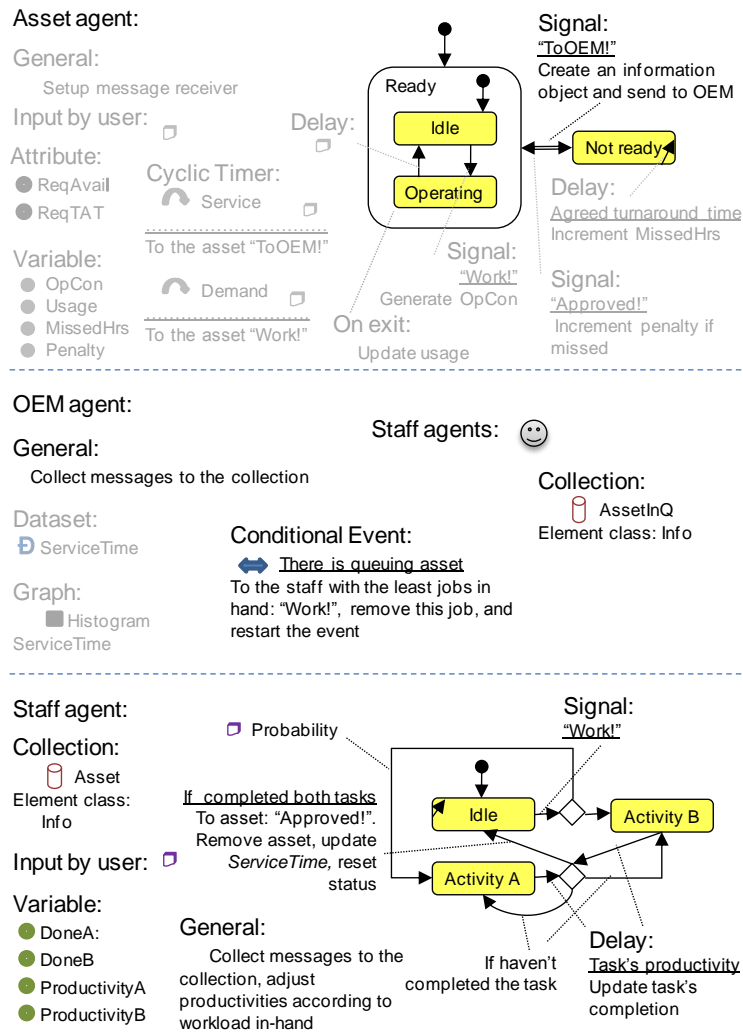 Asset agent:
General:
Setup message receiver
Input by user:
Attribute:
ReqAvail
ReqTAT
Variable:
OpCon
Usage
MissedHrs
Penalty
Cyclic Timer:
Service
To the asset “ToOEM!”
Demand
To the asset “Work!”
Delay:
Ready
Idle
Operating
On exit:
Update usage
Signal:
“Work!”
Generate OpCon
Signal:
“ToOEM!”
Create an information
object and send to OEM
Not ready
Delay:
Agreed turnaround time
Increment MissedHrs
Signal:
“Approved!”
Increment penalty if
missed
OEM agent:
General:
Collect messages to the collection
Dataset:
ServiceTime
Graph:
Histogram
ServiceTime
Staff agents:
Conditional Event:
There is queuing asset
To the staff with the least jobs in
hand: “Work!”, remove this job, and
restart the event
Collection:
AssetInQ
Element class: Info
Staff agent:
Collection:
Asset
Element class:
Info
Input by user:
Variable:
DoneA:
DoneB
ProductivityA
ProductivityB
Probability
If completed both tasks
To asset: “Approved!”.
Remove asset, update
ServiceTime, reset
status
General:
Collect messages to the
collection, adjust
productivities according to
workload in-hand
Signal:
“Work!”
Idle
Activity B
Activity A
If haven’t
completed the task
Delay:
Task’s productivity
Update task’s
completion